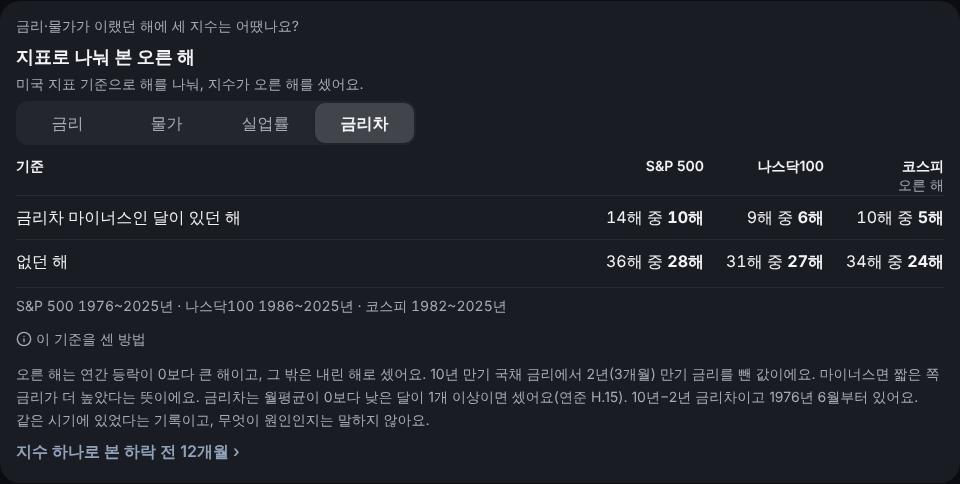 금리·물가가 이랬던 해에 세 지수는 어땠나요?
지표로 나눠 본 오른 해
미국 지표 기준으로 해를 나눠, 지수가 오른 해를 셌어요.
금리 물가 실업률 금리차
기준 S&P 500 나스닥100 코스피
오른 해
금리차 마이너스인 달이 있던 해 14해 중 10해 9해 중 6해 10해 중 5해
없던 해 36해 중 28해 31해 중 27해 34해 중 24해
S&P 500 1976~2025년 · 나스닥100 1986~2025년 · 코스피 1982~2025년
이 기준을 센 방법
오른 해는 연간 등락이 0보다 큰 해이고, 그 밖은 내린 해로 셌어요. 10년 만기 국채 금리에서 2년(3개월) 만기 금리를 뺀 값이에요. 마이너스면 짧은 쪽
금리가 더 높았다는 뜻이에요. 금리차는 월평균이 0보다 낮은 달이 1개 이상이면 셌어요(연준 H.15). 10년−2년 금리차이고 1976년 6월부터 있어요.
같은 시기에 있었다는 기록이고, 무엇이 원인인지는 말하지 않아요.
지수 하나로 본 하락 전 12개월 ›